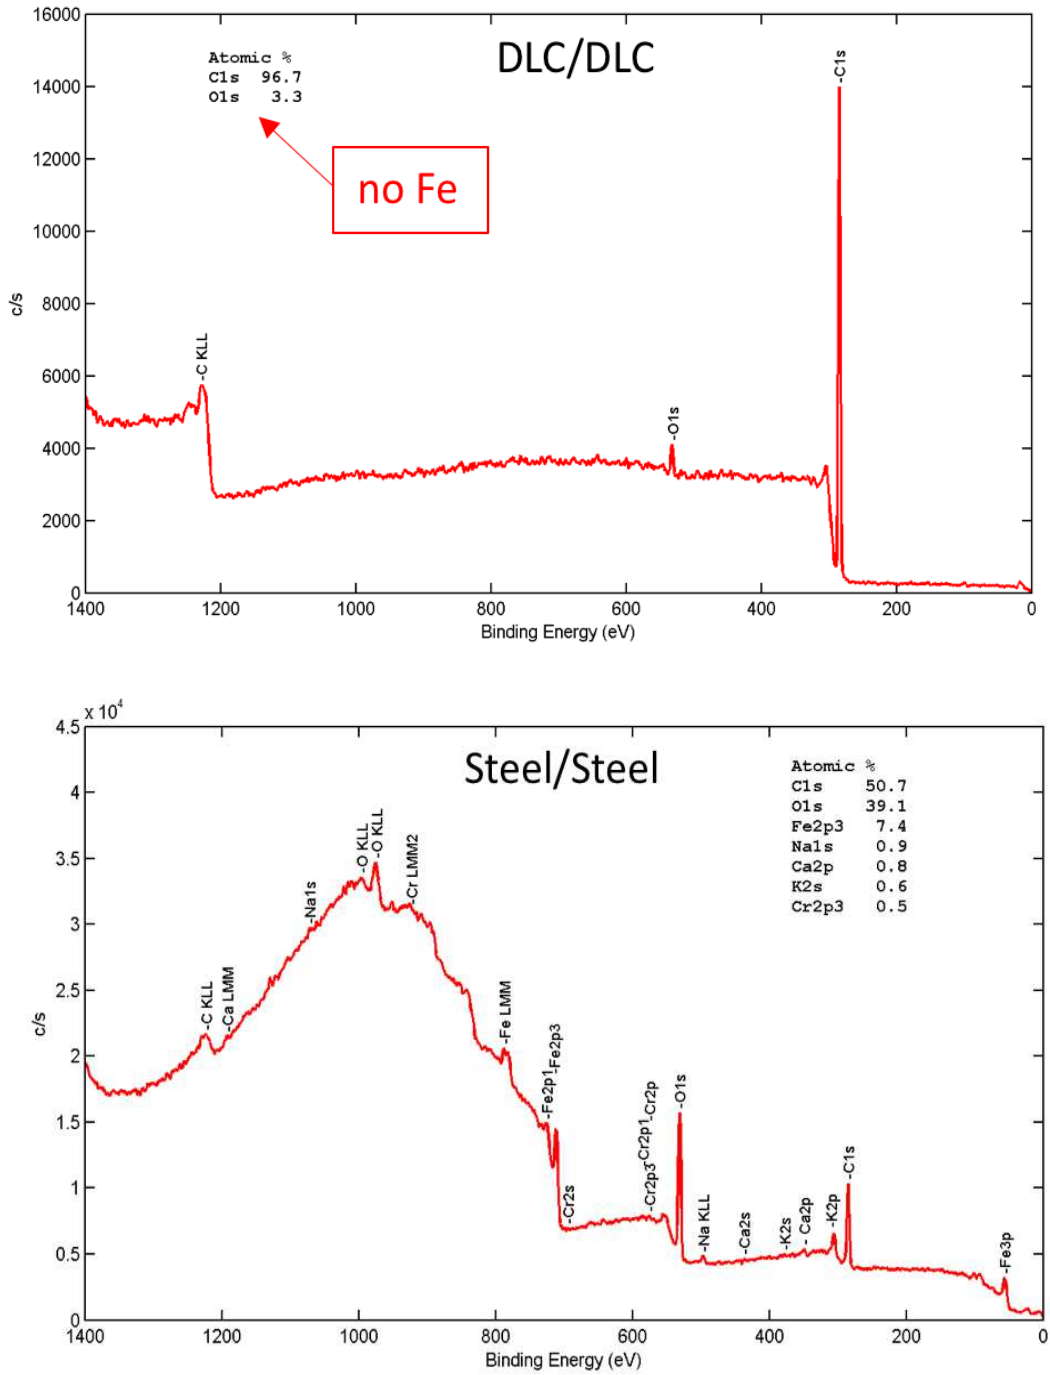 DLC/DLC
Atomic %
C1s 96.7
O1s 3.3
no Fe
16000
14000
12000
10000
8000
6000
4000
2000
0
c/s
-C KLL
-O1s
-C1s
1400 1200 1000 800 600 400 200 0
Binding Energy (eV)
x 10⁴
Steel/Steel
Atomic %
C1s 50.7
O1s 39.1
Fe2p3 7.4
Na1s 0.9
Ca2p 0.8
K2s 0.6
Cr2p3 0.5
4.5
4
3.5
3
2.5
2
1.5
1
0.5
0
c/s
-C KLL
-Ca LMM
-Na1s
-O KLL
-O KLL
-Cr LMM2
-Fe LMM
-Fe2p1
-Fe2p3
-Cr2s
-Cr2p3
-Cr2p1
-Cr2p
-O1s
-Na KLL
-Ca2s
-K2s
- Ca2p
-K2p
-C1s
-Fe3p
1400 1200 1000 800 600 400 200 0
Binding Energy (eV)